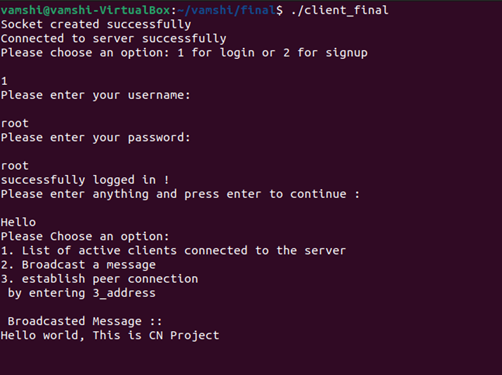 vamshi@vamshi-VirtualBox:~/vamshi/final$ ./client_final
Socket created successfully
Connected to server successfully
Please choose an option: 1 for login or 2 for signup
1
Please enter your username:
root
Please enter your password:
root
successfully logged in !
Please enter anything and press enter to continue :
Hello
Please Choose an option:
1. List of active clients connected to the server
2. Broadcast a message
3. establish peer connection
 by entering 3_address
 Broadcasted Message ::
Hello world, This is CN Project